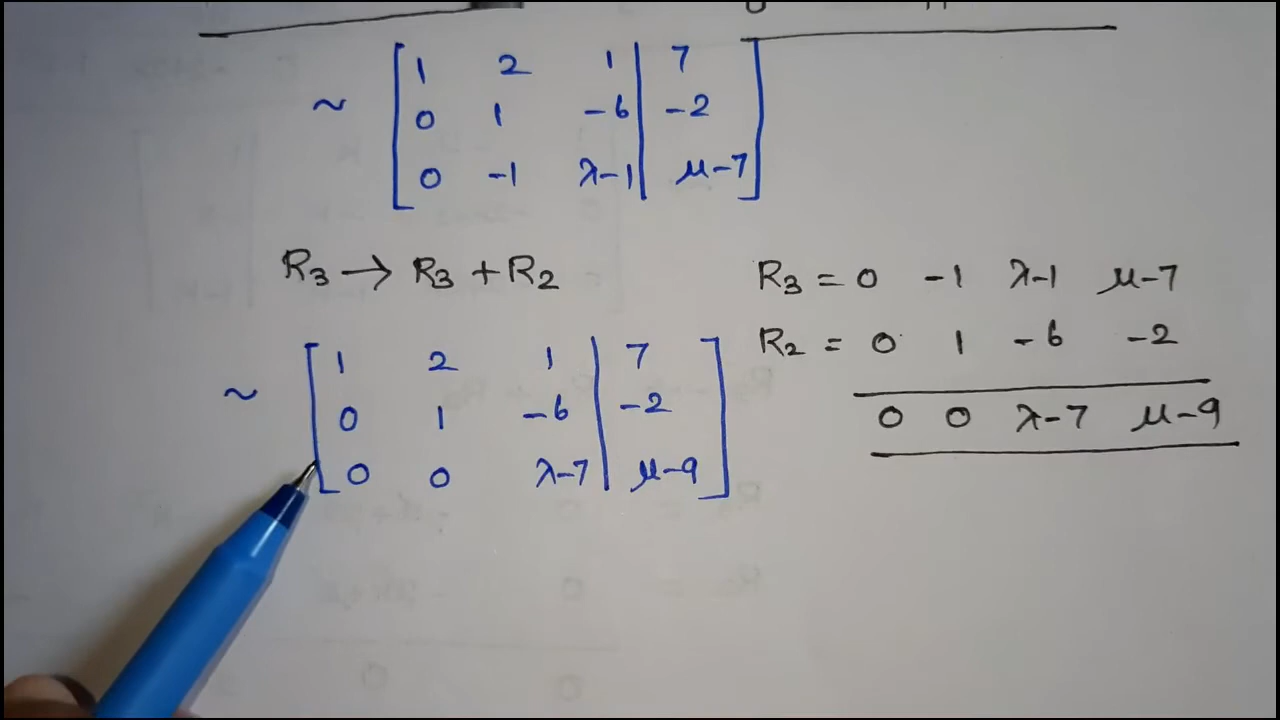 ~ [ 1 2 1 | 7 ]
0 1 -6 | -2
0 -1 λ-1 | μ-7
R₃ → R₃ + R₂
R₃ = 0 -1 λ-1 μ-7
R₂ = 0 1 -6 -2
0 0 λ-7 μ-9
~ [ 1 2 1 | 7 ]
0 1 -6 | -2
0 0 λ-7 | μ-9